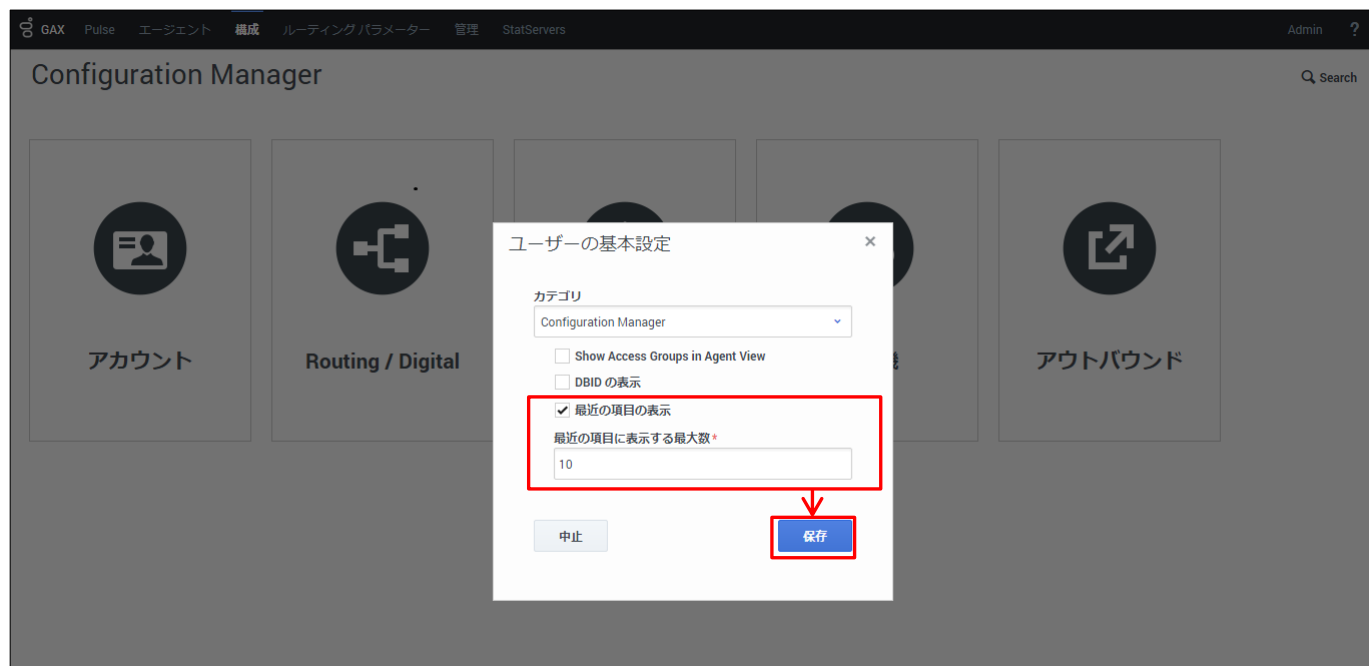 GAX Pulse エージェント 構成 ルーティング パラメーター 管理 StatServers Admin ?
Configuration Manager
Search
ユーザーの基本設定 ×
カテゴリ
Configuration Manager
Show Access Groups in Agent View
DBID の表示
最近の項目の表示
最近の項目に表示する最大数*
10
アカウント
Routing / Digital
アウトバウンド
中止
保存